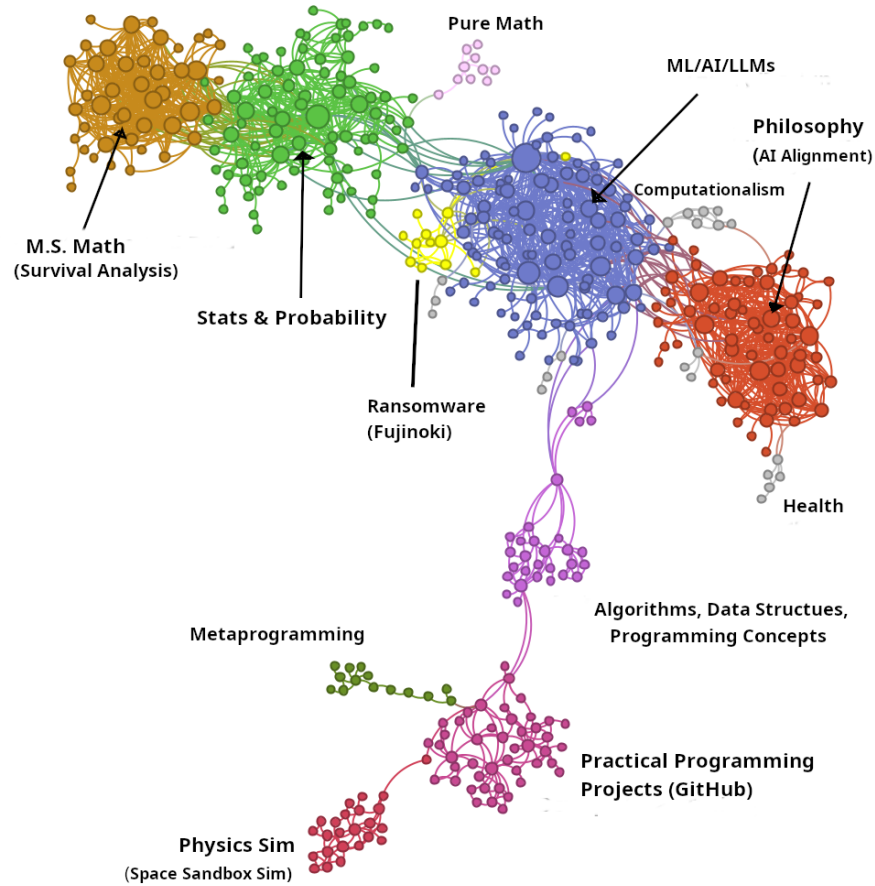 Pure Math
ML/AI/LLMs
Philosophy
(AI Alignment)
Computationalism
M.S. Math
(Survival Analysis)
Stats & Probability
Ransomware
(Fujinoki)
Health
Algorithms, Data Structues,
Programming Concepts
Metaprogramming
Practical Programming
Projects (GitHub)
Physics Sim
(Space Sandbox Sim)